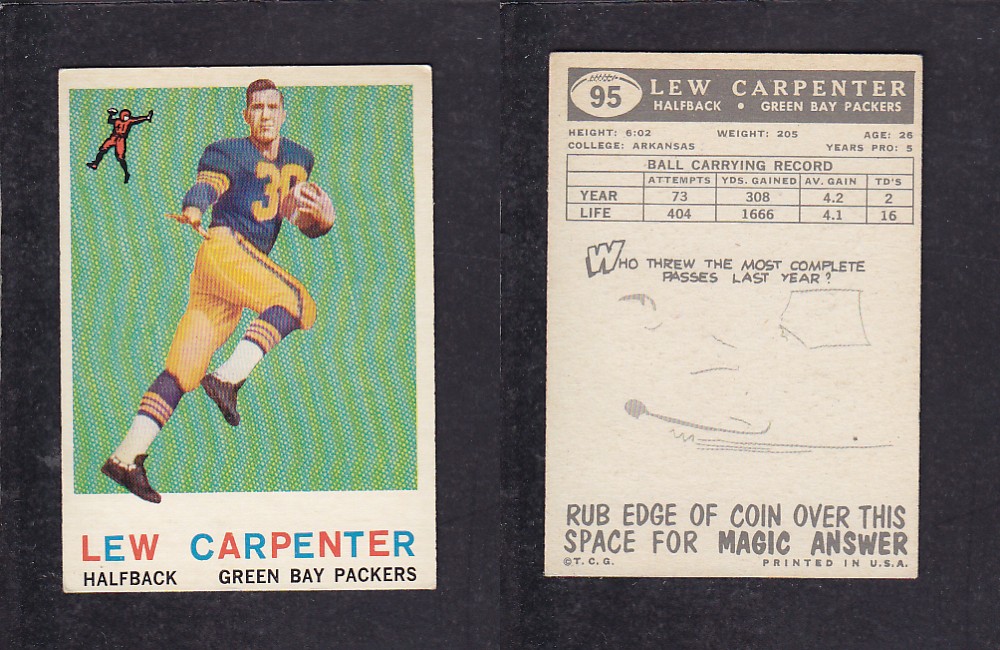 LEW CARPENTER
HALFBACK GREEN BAY PACKERS
30
95
LEW CARPENTER
HALFBACK • GREEN BAY PACKERS
HEIGHT: 6:02 WEIGHT: 205 AGE: 26
COLLEGE: ARKANSAS YEARS PRO: 5
BALL CARRYING RECORD
ATTEMPTS YDS. GAINED AV. GAIN TD'S
YEAR 73 308 4.2 2
LIFE 404 1666 4.1 16
WHO THREW THE MOST COMPLETE
PASSES LAST YEAR?
RUB EDGE OF COIN OVER THIS
SPACE FOR MAGIC ANSWER
©T.C.G. PRINTED IN U.S.A.